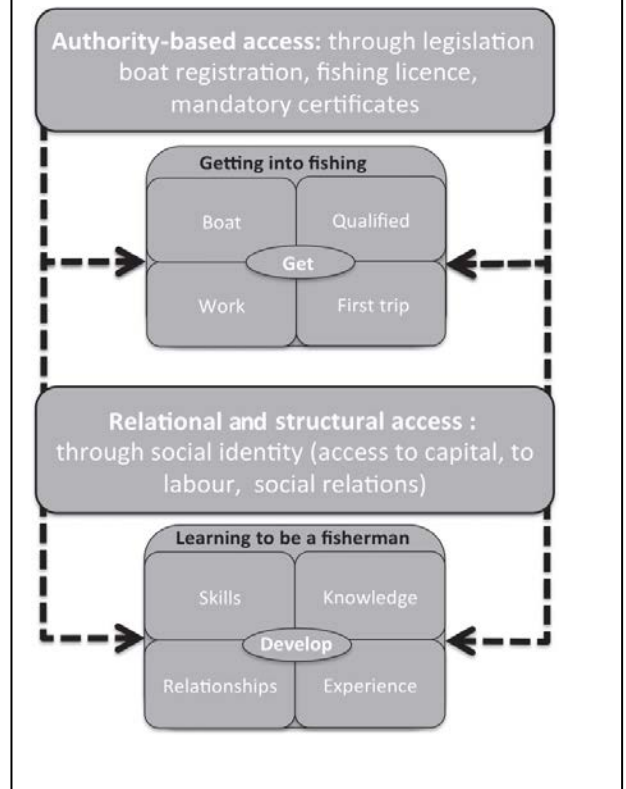 Authority-based access: through legislation
boat registration, fishing licence,
mandatory certificates
Getting into fishing
Boat
Qualified
Get
Work
First trip
Relational and structural access :
through social identity (access to capital, to
labour, social relations)
Learning to be a fisherman
Skills
Knowledge
Develop
Relationships
Experience